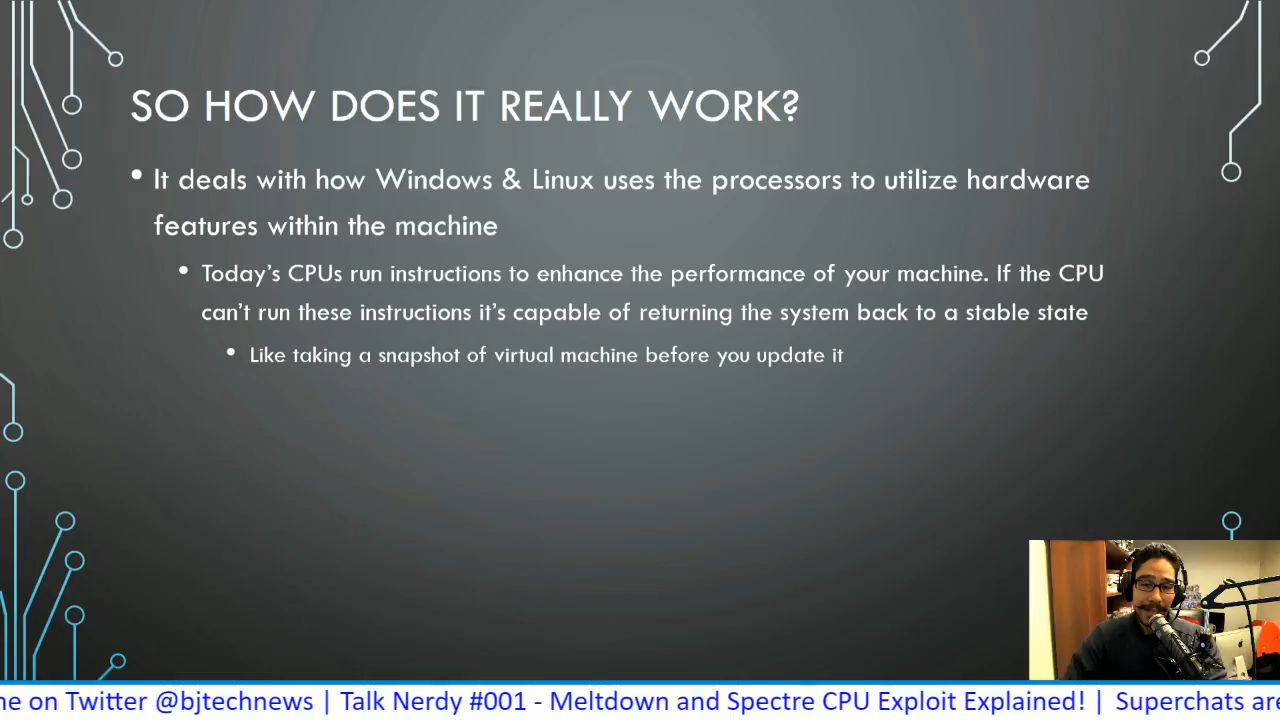 SO HOW DOES IT REALLY WORK?
• It deals with how Windows & Linux uses the processors to utilize hardware
features within the machine
• Today's CPUs run instructions to enhance the performance of your machine. If the CPU
can't run these instructions it's capable of returning the system back to a stable state
• Like taking a snapshot of virtual machine before you update it
ne on Twitter @bjtechnews | Talk Nerdy #001 - Meltdown and Spectre CPU Exploit Explained! | Superchats are